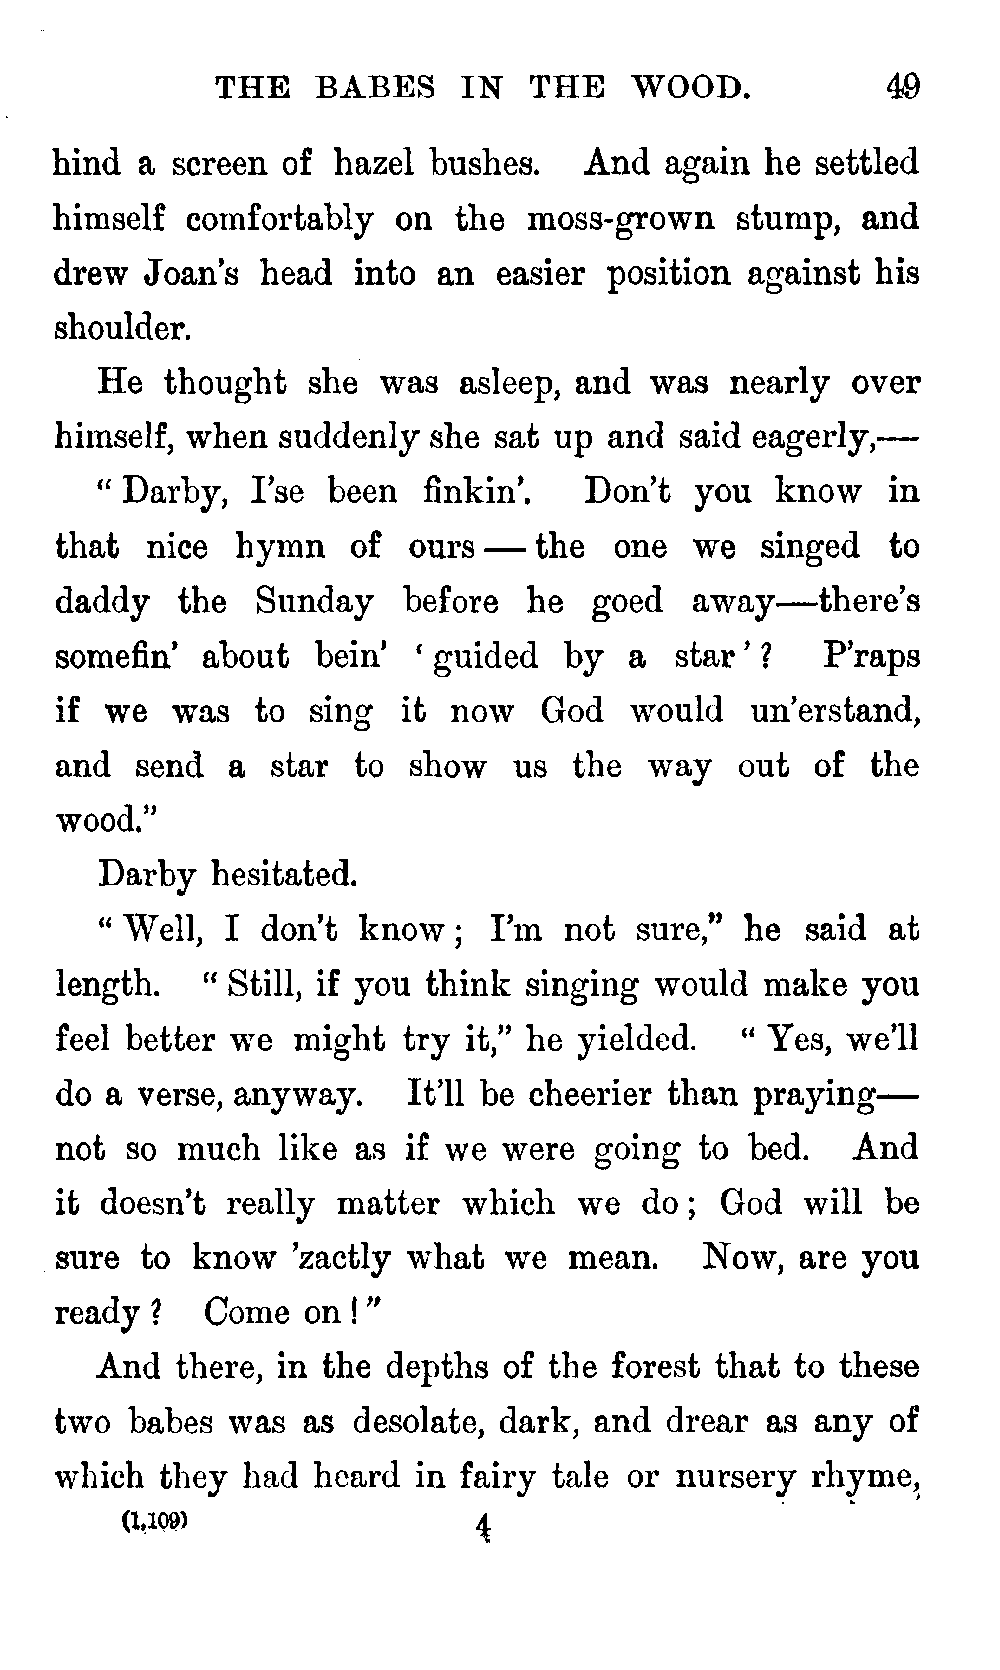 THE BABES IN THE WOOD. 49
hind a screen of hazel bushes. And again he settled
himself comfortably on the moss-grown stump, and
drew Joan's head into an easier position against his
shoulder.
He thought she was asleep, and was nearly over
himself, when suddenly she sat up and said eagerly,—
"Darby, I'se been finkin'. Don't you know in
that nice hymn of ours — the one we singed to
daddy the Sunday before he goed away—there's
somefin' about bein' 'guided by a star'? P'raps
if we was to sing it now God would un'erstand,
and send a star to show us the way out of the
wood."
Darby hesitated.
"Well, I don't know; I'm not sure," he said at
length. "Still, if you think singing would make you
feel better we might try it," he yielded. "Yes, we'll
do a verse, anyway. It'll be cheerier than praying—
not so much like as if we were going to bed. And
it doesn't really matter which we do; God will be
sure to know 'zactly what we mean. Now, are you
ready? Come on!"
And there, in the depths of the forest that to these
two babes was as desolate, dark, and drear as any of
which they had heard in fairy tale or nursery rhyme,
(1,109) 4